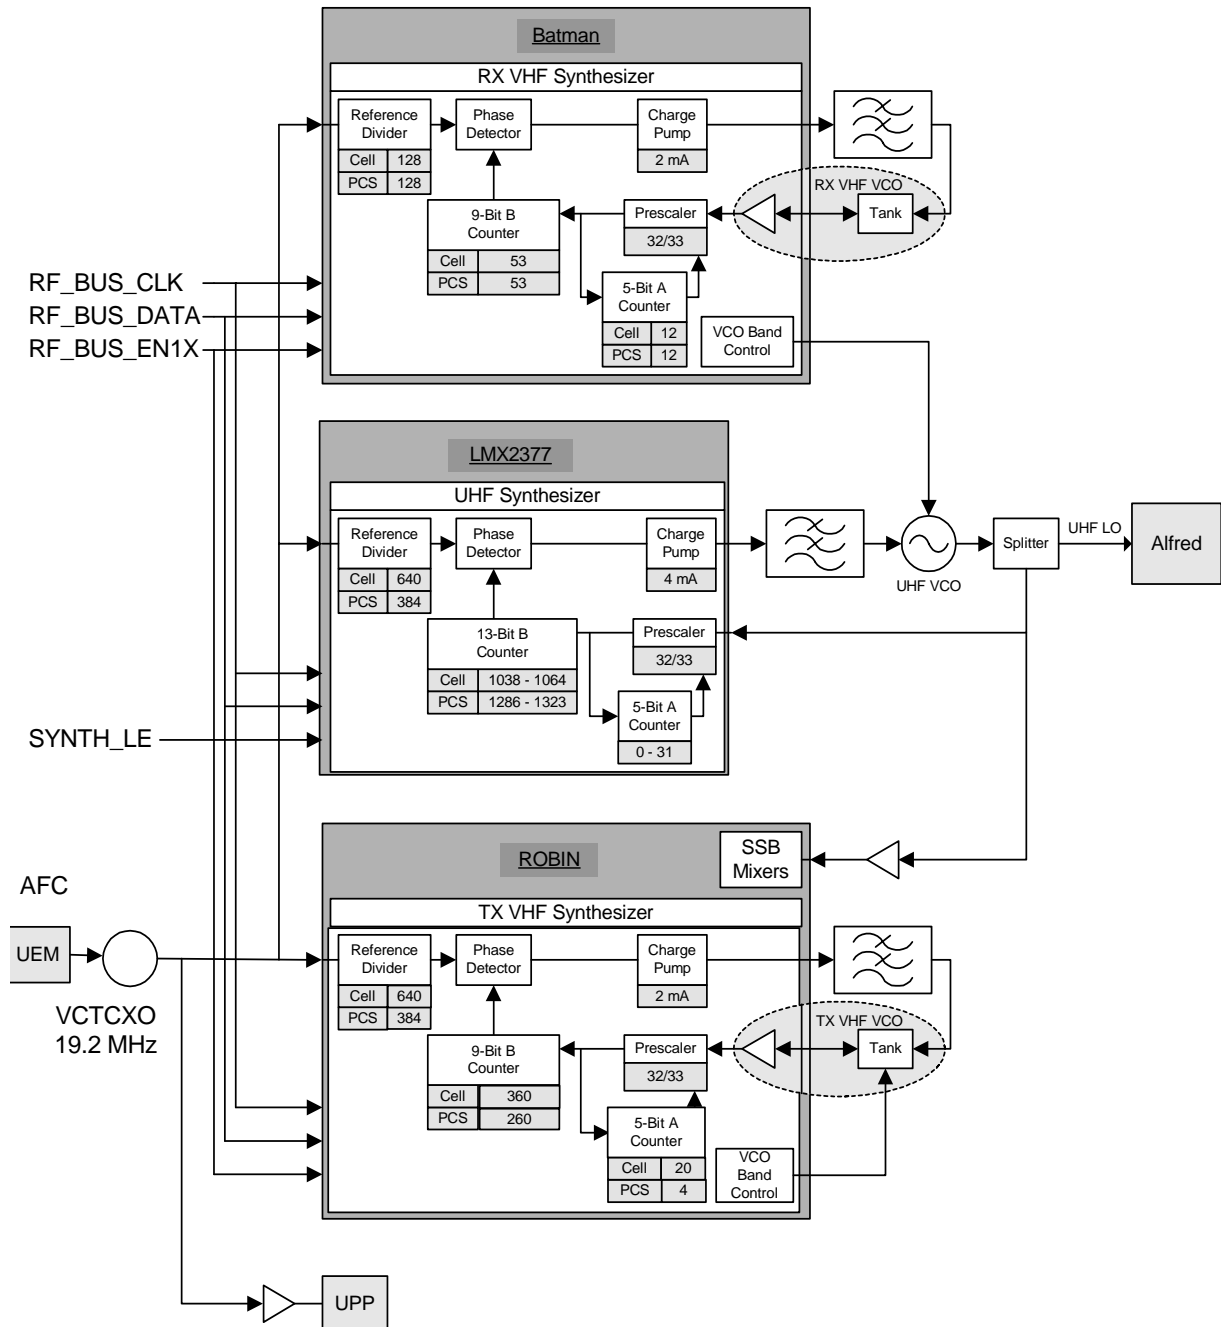 Batman
RX VHF Synthesizer
Reference
Divider
Cell 128
PCS 128
Phase
Detector
Charge
Pump
2 mA
9-Bit B
Counter
Cell 53
PCS 53
Prescaler
32/33
5-Bit A
Counter
Cell 12
PCS 12
RX VHF VCO
Tank
VCO Band
Control
RF_BUS_CLK
RF_BUS_DATA
RF_BUS_EN1X
LMX2377
UHF Synthesizer
Reference
Divider
Cell 640
PCS 384
Phase
Detector
Charge
Pump
4 mA
13-Bit B
Counter
Cell 1038 - 1064
PCS 1286 - 1323
Prescaler
32/33
5-Bit A
Counter
0 - 31
UHF VCO
Splitter
UHF LO
Alfred
SYNTH_LE
ROBIN
SSB
Mixers
TX VHF Synthesizer
AFC
UEM
VCTCXO
19.2 MHz
Reference
Divider
Cell 640
PCS 384
Phase
Detector
Charge
Pump
2 mA
9-Bit B
Counter
Cell 360
PCS 260
Prescaler
32/33
5-Bit A
Counter
Cell 20
PCS 4
TX VHF VCO
Tank
VCO
Band
Control
UPP